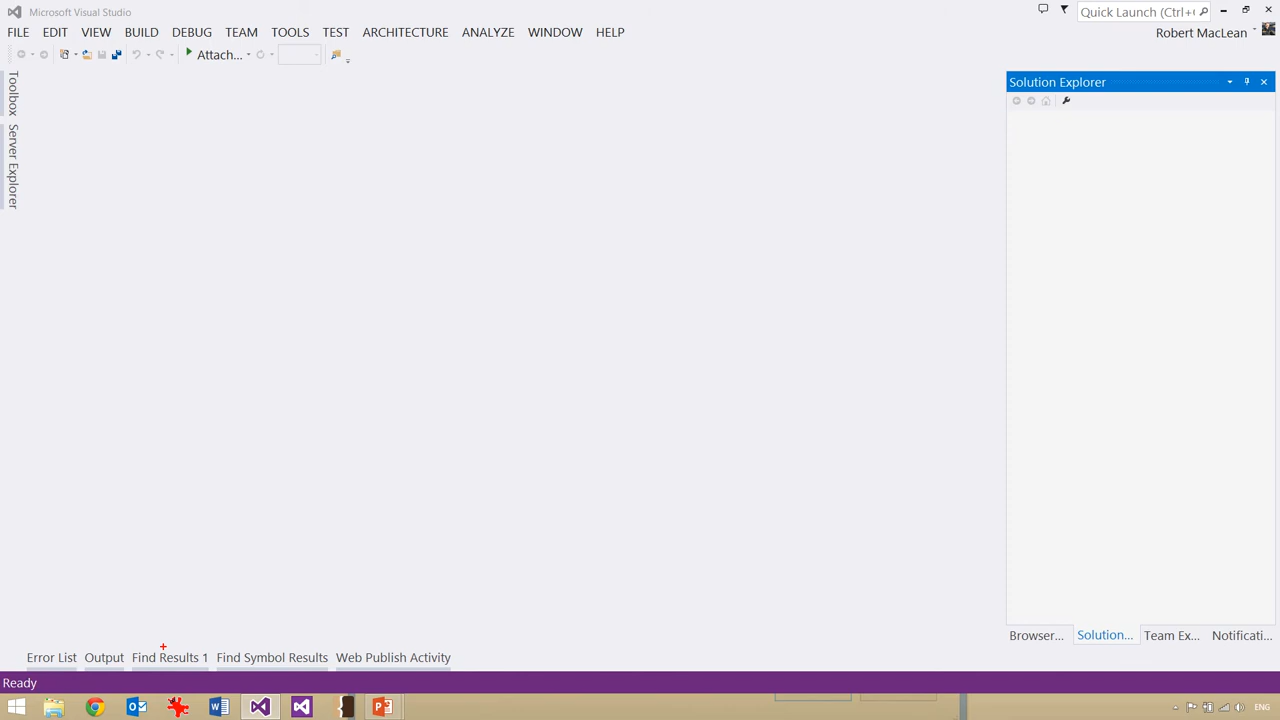 Microsoft Visual Studio
Quick Launch (Ctrl+
FILE EDIT VIEW BUILD DEBUG TEAM TOOLS TEST ARCHITECTURE ANALYZE WINDOW HELP
Robert MacLean
Attach...
Toolbox
Server Explorer
Solution Explorer
Browser... Solution... Team Ex... Notificati...
Error List Output Find Results 1 Find Symbol Results Web Publish Activity
Ready
ENG